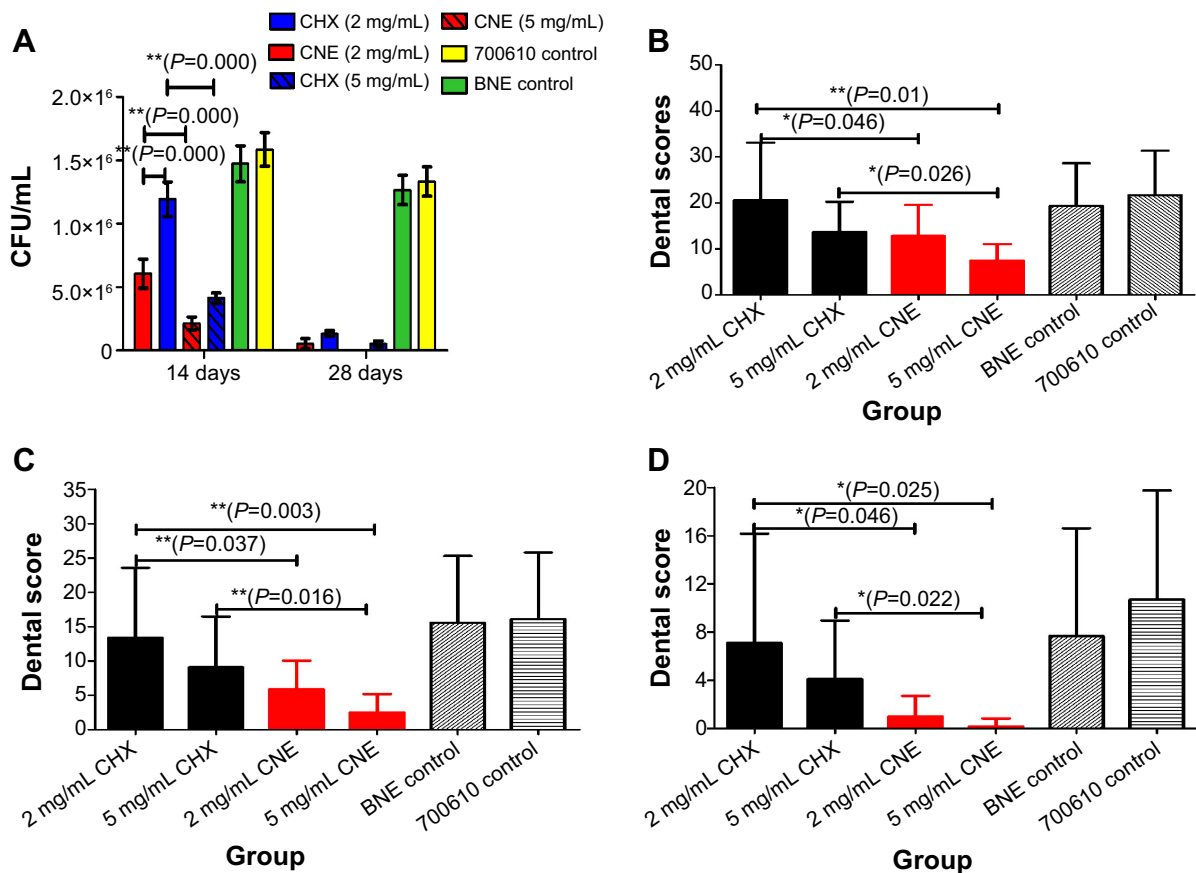 A
CHX (2 mg/mL)
CNE (5 mg/mL)
CNE (2 mg/mL)
700610 control
CHX (5 mg/mL)
BNE control
**(P=0.000)
**(P=0.000)
**(P=0.000)
2.0×10⁶
1.5×10⁶
1.0×10⁶
5.0×10⁶
0
CFU/mL
14 days
28 days
B
50
40
30
20
10
0
Dental scores
**(P=0.01)
*(P=0.046)
*(P=0.026)
2 mg/mL CHX
5 mg/mL CHX
2 mg/mL CNE
5 mg/mL CNE
BNE control
700610 control
Group
C
35
30
25
20
15
10
5
0
Dental score
**(P=0.003)
**(P=0.037)
**(P=0.016)
2 mg/mL CHX
5 mg/mL CHX
2 mg/mL CNE
5 mg/mL CNE
BNE control
700610 control
Group
D
20
16
12
8
4
0
Dental score
*(P=0.025)
*(P=0.046)
*(P=0.022)
2 mg/mL CHX
5 mg/mL CHX
2 mg/mL CNE
5 mg/mL CNE
BNE control
700610 control
Group